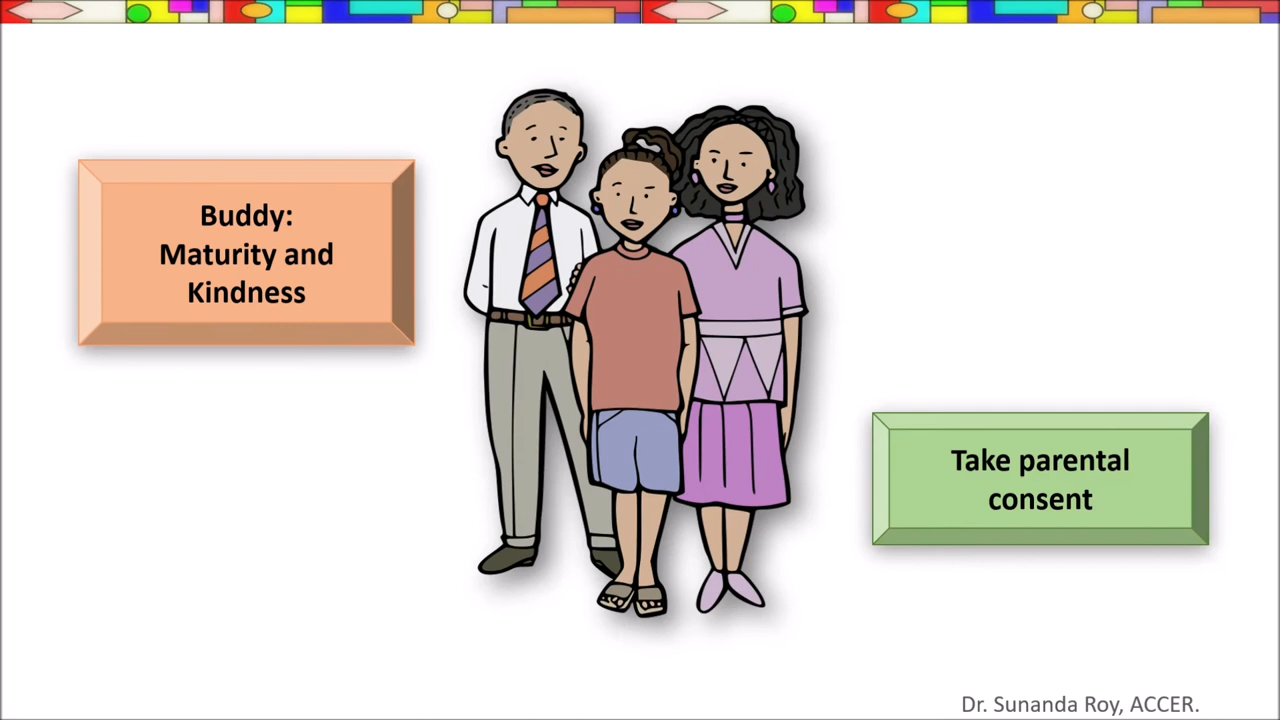 Buddy:
Maturity and
Kindness
Take parental
consent
Dr. Sunanda Roy, ACCER.